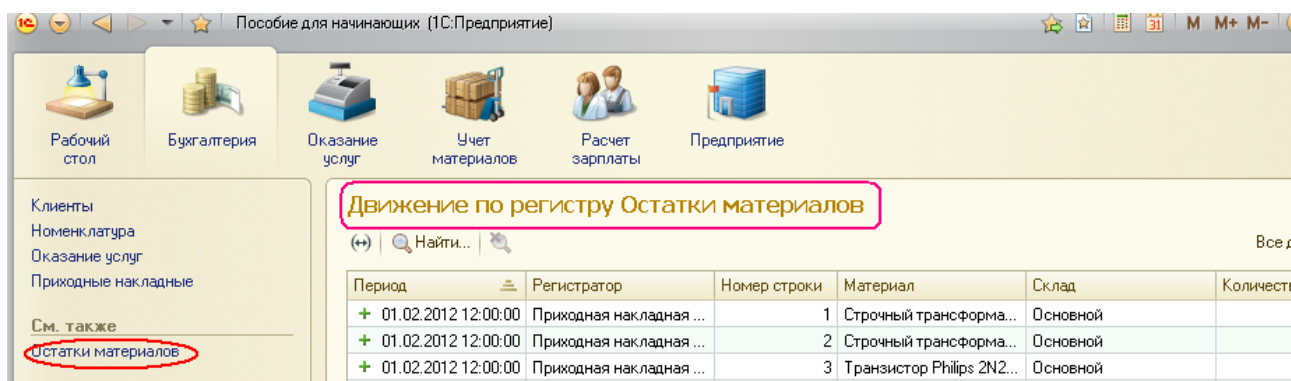 Пособие для начинающих (1С:Предприятие)
31 M M+ M-
Рабочий стол
Бухгалтерия
Оказание услуг
Учет материалов
Расчет зарплаты
Предприятие
Клиенты
Номенклатура
Оказание услуг
Приходные накладные
См. также
Остатки материалов
Движение по регистру Остатки материалов
Найти...
Все
Период Регистратор Номер строки Материал Склад Количеств
01.02.2012 12:00:00 Приходная накладная ... 1 Строчный трансформа... Основной
01.02.2012 12:00:00 Приходная накладная ... 2 Строчный трансформа... Основной
01.02.2012 12:00:00 Приходная накладная ... 3 Транзистор Philips 2N2... Основной